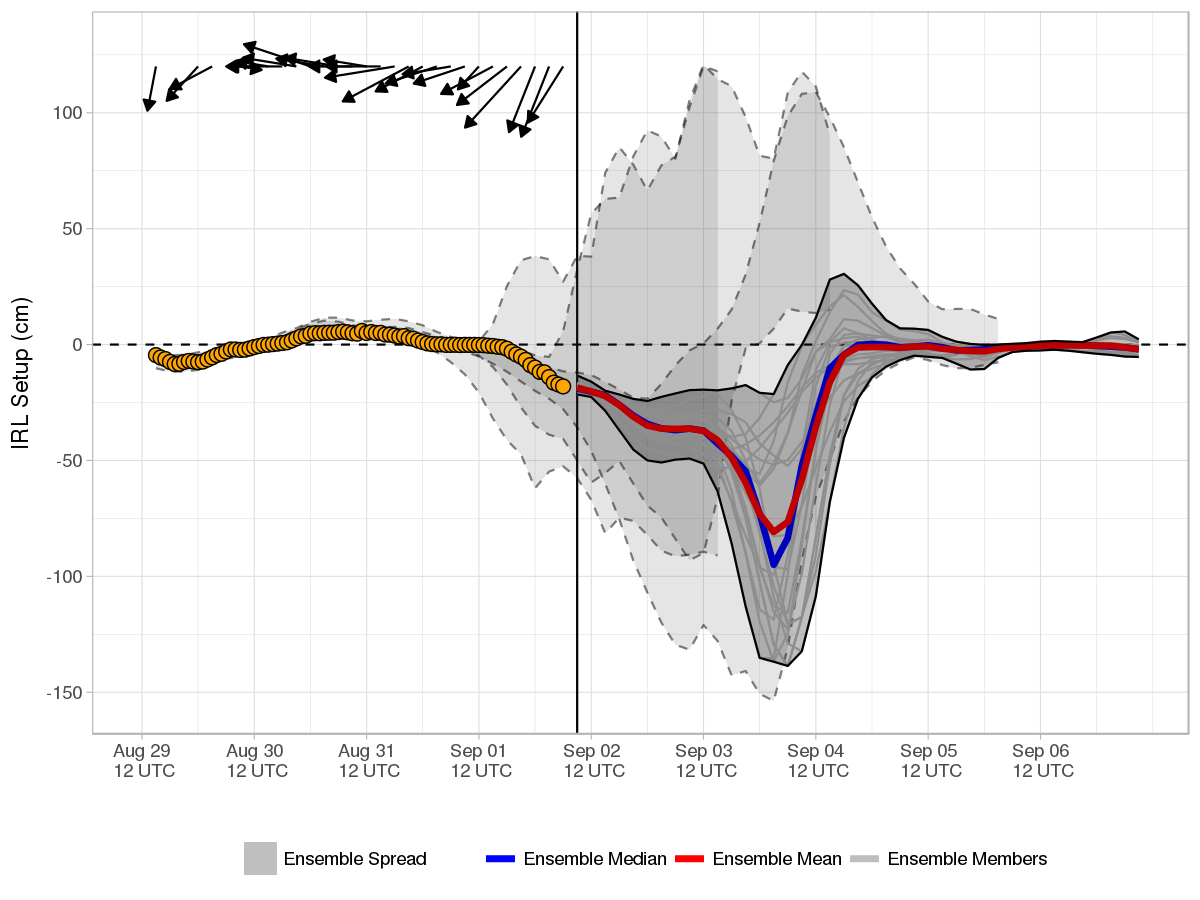 IRL Setup (cm)
100
50
0
-50
-100
-150
Aug 29 Aug 30 Aug 31 Sep 01 Sep 02 Sep 03 Sep 04 Sep 05 Sep 06
12 UTC 12 UTC 12 UTC 12 UTC 12 UTC 12 UTC 12 UTC 12 UTC 12 UTC
Ensemble Spread Ensemble Median Ensemble Mean Ensemble Members